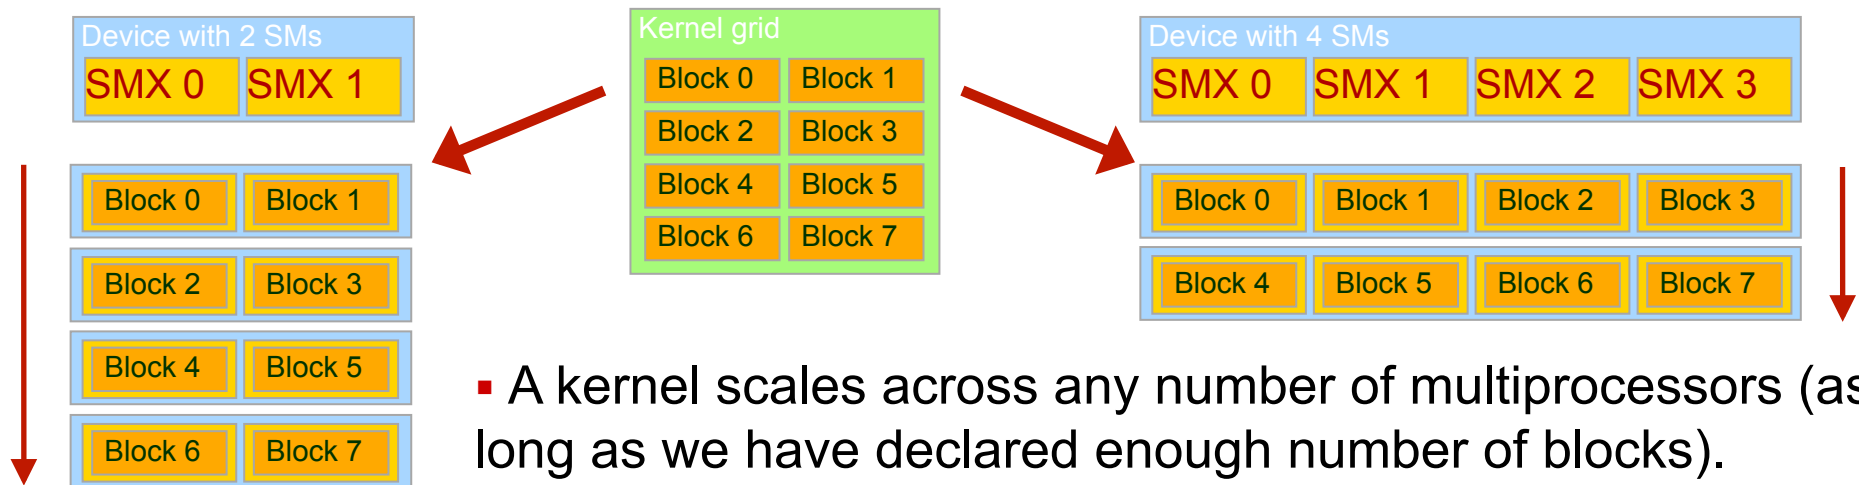 Device with 2 SMs
SMX 0 SMX 1
Block 0 Block 1
Block 2 Block 3
Block 4 Block 5
Block 6 Block 7
Kernel grid
Block 0 Block 1
Block 2 Block 3
Block 4 Block 5
Block 6 Block 7
Device with 4 SMs
SMX 0 SMX 1 SMX 2 SMX 3
Block 0 Block 1 Block 2 Block 3
Block 4 Block 5 Block 6 Block 7
▪ A kernel scales across any number of multiprocessors (as
long as we have declared enough number of blocks).